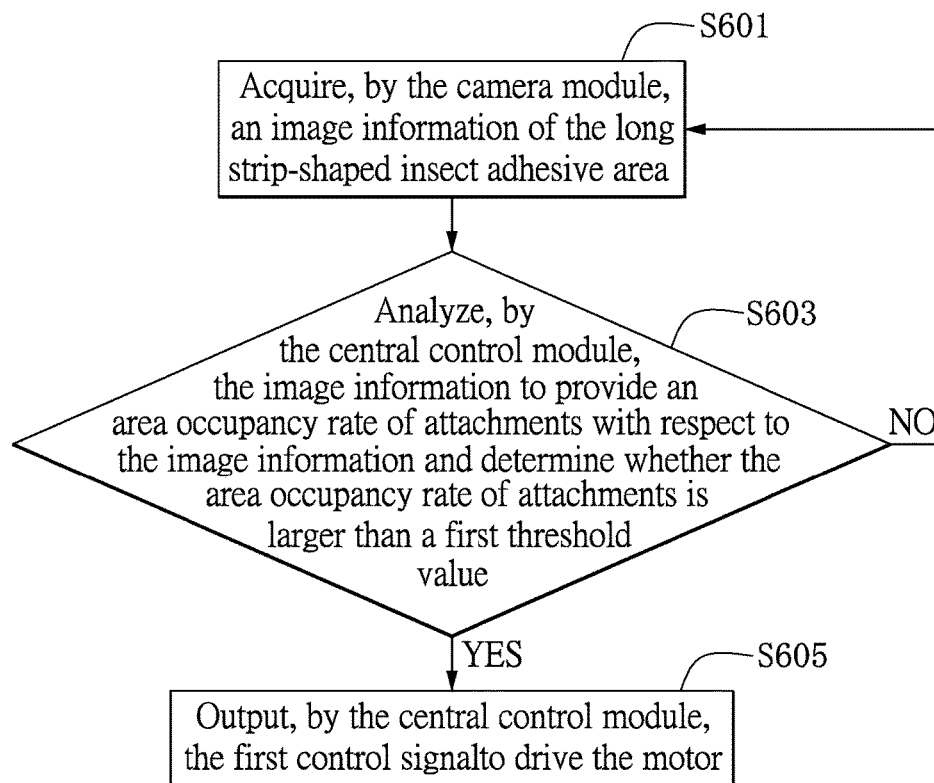 S601
Acquire, by the camera module,
an image information of the long
strip-shaped insect adhesive area
S603
Analyze, by
the central control module,
the image information to provide an
area occupancy rate of attachments with respect to
the image information and determine whether the
area occupancy rate of attachments is
larger than a first threshold
value
NO
YES
S605
Output, by the central control module,
the first control signalto drive the motor